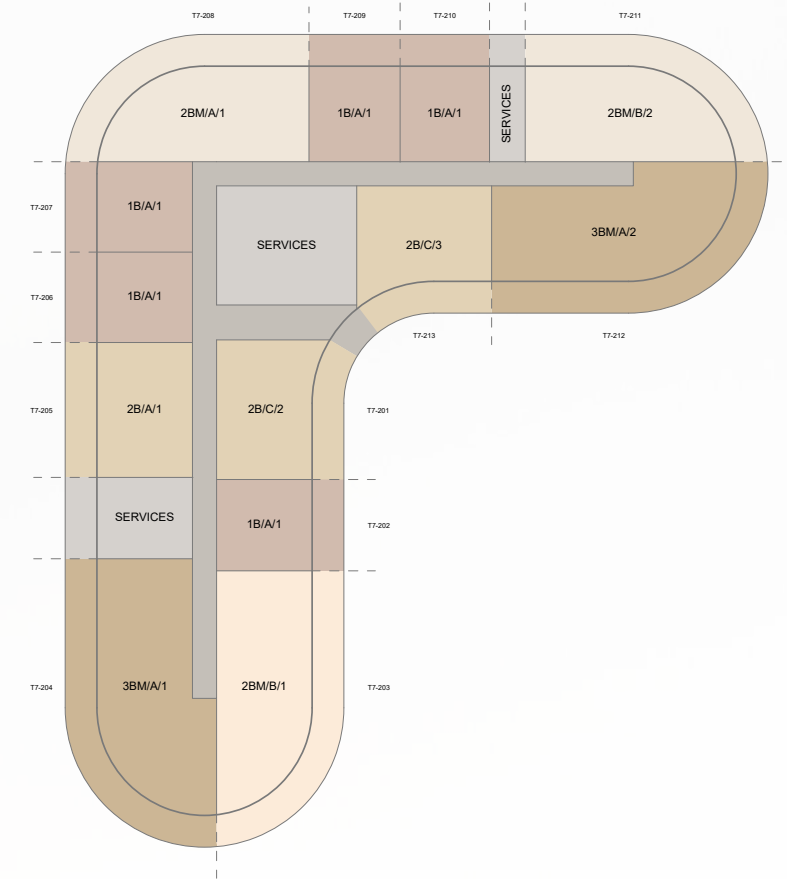 T7-208
T7-209
T7-210
T7-211
2BM/A/1
1B/A/1
1B/A/1
SERVICES
2BM/B/2
T7-207
1B/A/1
SERVICES
2B/C/3
3BM/A/2
T7-206
1B/A/1
T7-213
T7-212
T7-205
2B/A/1
2B/C/2
T7-201
SERVICES
1B/A/1
T7-202
T7-204
3BM/A/1
2BM/B/1
T7-203